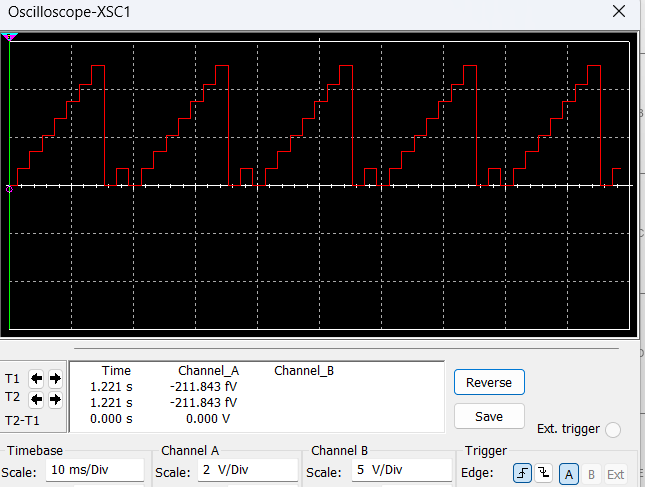 Oscilloscope-XSC1
Time Channel_A Channel_B
T1 1.221 s -211.843 fV
T2 1.221 s -211.843 fV
T2-T1 0.000 s 0.000 V
Reverse
Save
Ext. trigger
Timebase Channel A Channel B Trigger
Scale: 10 ms/Div Scale: 2 V/Div Scale: 5 V/Div Edge: A B Ext